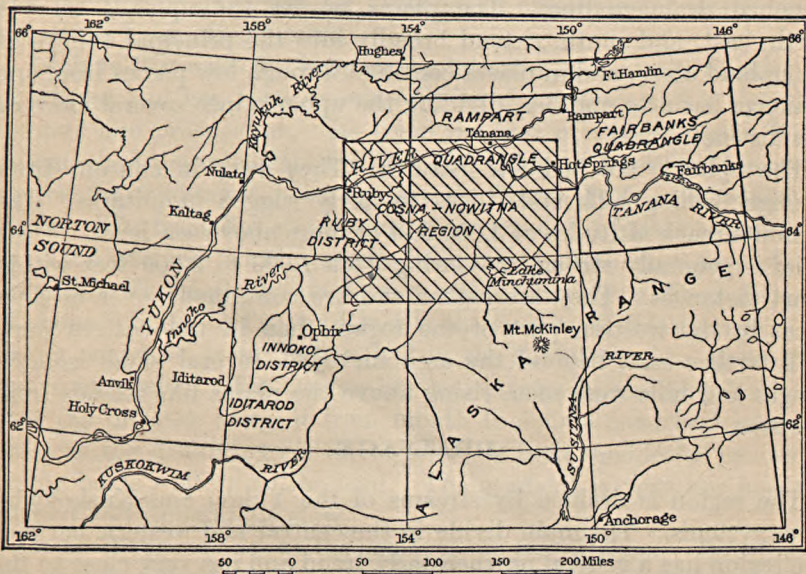 162° 158° 154° 150° 146°
66° 66°
Hughes
Koyukuk River
Ft. Hamlin
RAMPART
QUADRANGLE
Rampart
FAIRBANKS
QUADRANGLE
Tanana
Hot Springs
Fairbanks
Nulato
RIVER
Ruby
COSNA-NOWITNA
REGION
TANANA
RIVER
Kaltag
RUBY
DISTRICT
64° 64°
NORTON
SOUND
St. Michael
YUKON
Innoko River
Lake
Minchumina
Ophir
INNOKO
DISTRICT
Mt. McKinley
ALASKA RANGE
Anvik
Iditarod
RIVER
Holy Cross
IDITAROD
DISTRICT
62° 62°
SUSITNA
KUSKOKWIM
RIVER
Anchorage
162° 158° 154° 150° 146°
50 0 50 100 150 200 Miles